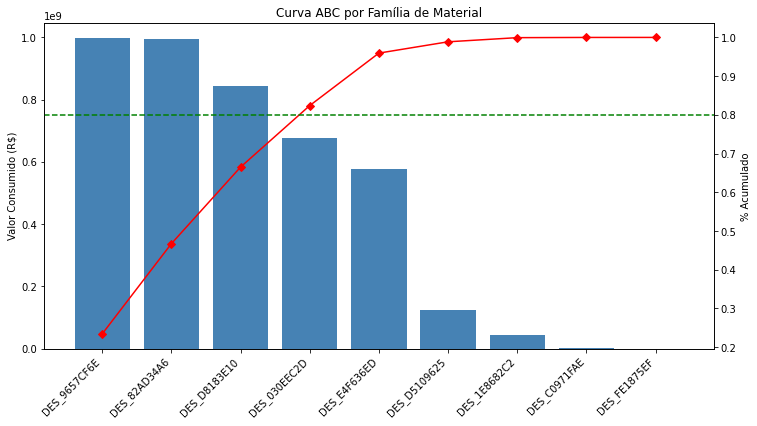 Curva ABC por Família de Material
1e9
Valor Consumido (R$)
1.0
0.8
0.6
0.4
0.2
0.0
1.0
0.9
0.8
0.7
0.6
0.5
0.4
0.3
0.2
% Acumulado
DES_9657CF6E
DES_82AD34A6
DES_D8183E10
DES_030EEC2D
DES_E4F636ED
DES_D5109625
DES_1E8682C2
DES_C0971FAE
DES_FE1875EF